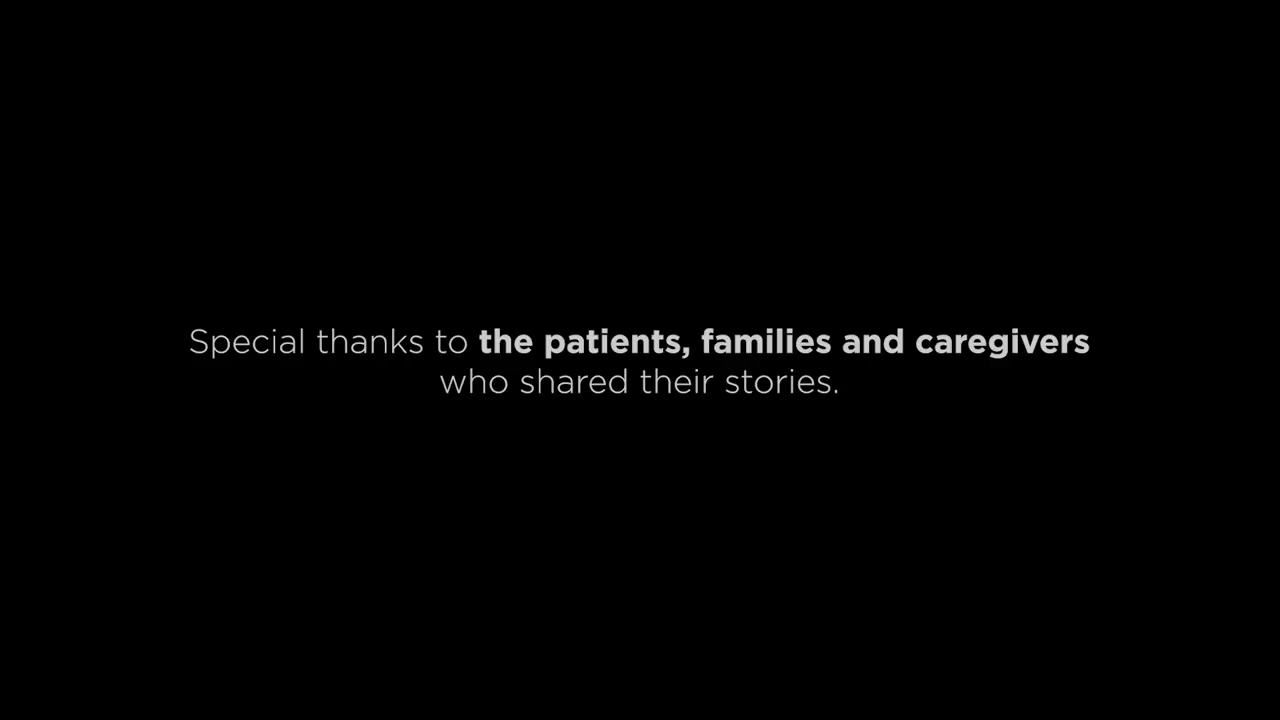 Special thanks to the patients, families and caregivers
who shared their stories.